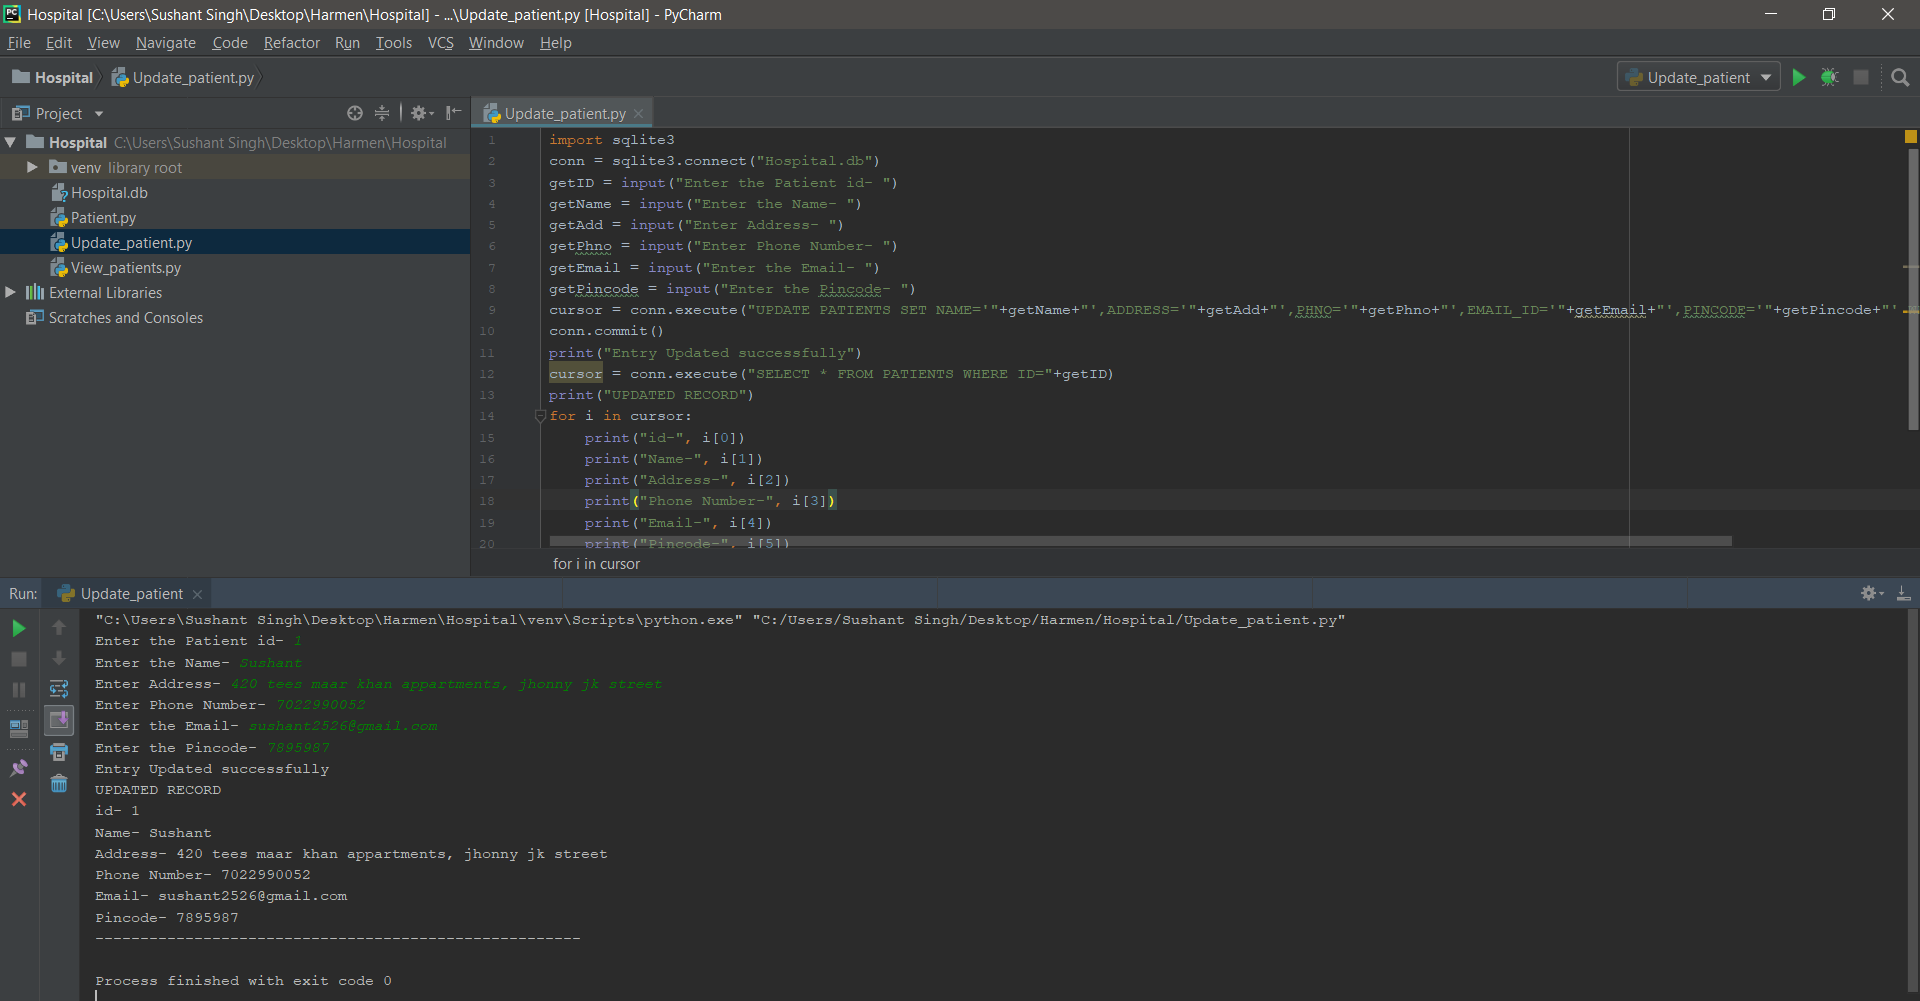 Hospital [C:\Users\Sushant Singh\Desktop\Harmen\Hospital] - ...\Update_patient.py [Hospital] - PyCharm
File Edit View Navigate Code Refactor Run Tools VCS Window Help
Hospital Update_patient.py Update_patient
Project Update_patient.py
Hospital C:\Users\Sushant Singh\Desktop\Harmen\Hospital
venv library root
Hospital.db
Patient.py
Update_patient.py
View_patients.py
External Libraries
Scratches and Consoles
1 import sqlite3
2 conn = sqlite3.connect("Hospital.db")
3 getID = input("Enter the Patient id- ")
4 getName = input("Enter the Name- ")
5 getAdd = input("Enter Address- ")
6 getPhno = input("Enter Phone Number- ")
7 getEmail = input("Enter the Email- ")
8 getPincode = input("Enter the Pincode- ")
9 cursor = conn.execute("UPDATE PATIENTS SET NAME='"+getName+"',ADDRESS='"+getAdd+"',PHNO='"+getPhno+"',EMAIL_ID='"+getEmail+"',PINCODE='"+getPincode+"'
10 conn.commit()
11 print("Entry Updated successfully")
12 cursor = conn.execute("SELECT * FROM PATIENTS WHERE ID="+getID)
13 print("UPDATED RECORD")
14 for i in cursor:
15 print("id-", i[0])
16 print("Name-", i[1])
17 print("Address-", i[2])
18 print("Phone Number-", i[3])
19 print("Email-", i[4])
20 print("Pincode-", i[5])
for i in cursor
Run: Update_patient
"C:\Users\Sushant Singh\Desktop\Harmen\Hospital\venv\Scripts\python.exe" "C:/Users/Sushant Singh/Desktop/Harmen/Hospital/Update_patient.py"
Enter the Patient id- 1
Enter the Name- Sushant
Enter Address- 420 tees maar khan appartments, jhonny jk street
Enter Phone Number- 7022990052
Enter the Email- sushant2526@gmail.com
Enter the Pincode- 7895987
Entry Updated successfully
UPDATED RECORD
id- 1
Name- Sushant
Address- 420 tees maar khan appartments, jhonny jk street
Phone Number- 7022990052
Email- sushant2526@gmail.com
Pincode- 7895987
------------------------------------------------------
Process finished with exit code 0